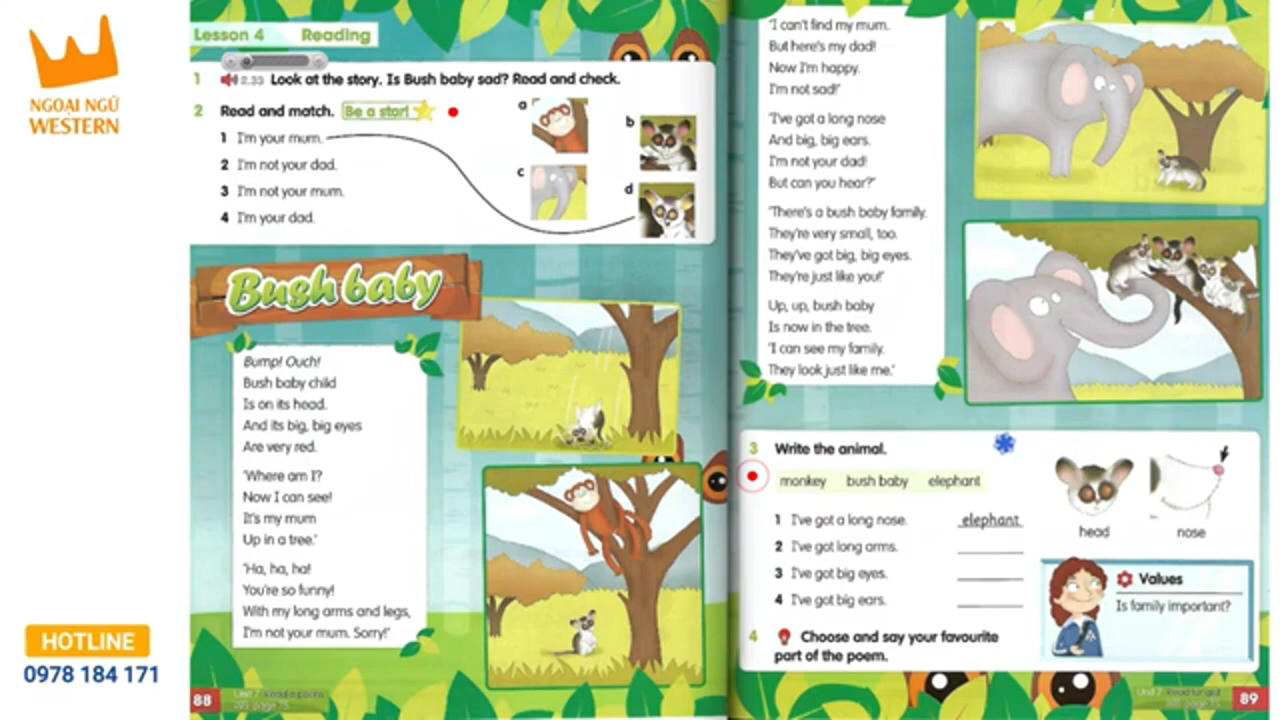 NGOẠI NGỮ
WESTERN
HOTLINE
0978 184 171
Lesson 4 Reading
1 2.33 Look at the story. Is Bush baby sad? Read and check.
2 Read and match. Be a star!
1 I'm your mum.
2 I'm not your dad.
3 I'm not your mum.
4 I'm your dad.
a
b
c
d
Bush baby
Bump! Ouch!
Bush baby child
Is on its head.
And its big, big eyes
Are very red.
'Where am I?
Now I can see!
It's my mum
Up in a tree.'
'Ha, ha, ha!
You're so funny!
With my long arms and legs,
I'm not your mum. Sorry!'
88
'I can't find my mum.
But here's my dad!
Now I'm happy.
I'm not sad!'
'I've got a long nose
And big, big ears.
I'm not your dad!
But can you hear?'
'There's a bush baby family.
They're very small, too.
They've got big, big eyes.
They're just like you!'
Up, up, bush baby
Is now in the tree.
'I can see my family.
They look just like me.'
3 Write the animal.
monkey bush baby elephant
1 I've got a long nose. elephant
2 I've got long arms.
3 I've got big eyes.
4 I've got big ears.
head
nose
Values
Is family important?
4 Choose and say your favourite
part of the poem.
89